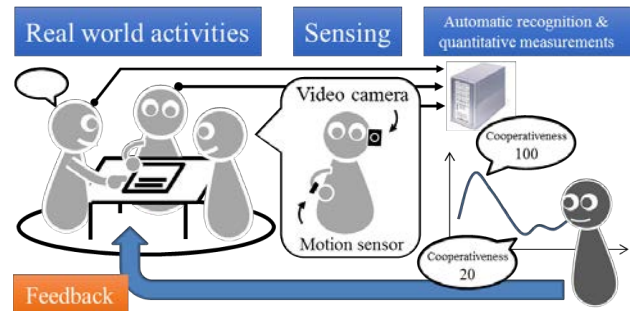 Real world activities
Sensing
Automatic recognition &
quantitative measurements
Video camera
Motion sensor
Cooperativeness
100
Cooperativeness
20
Feedback